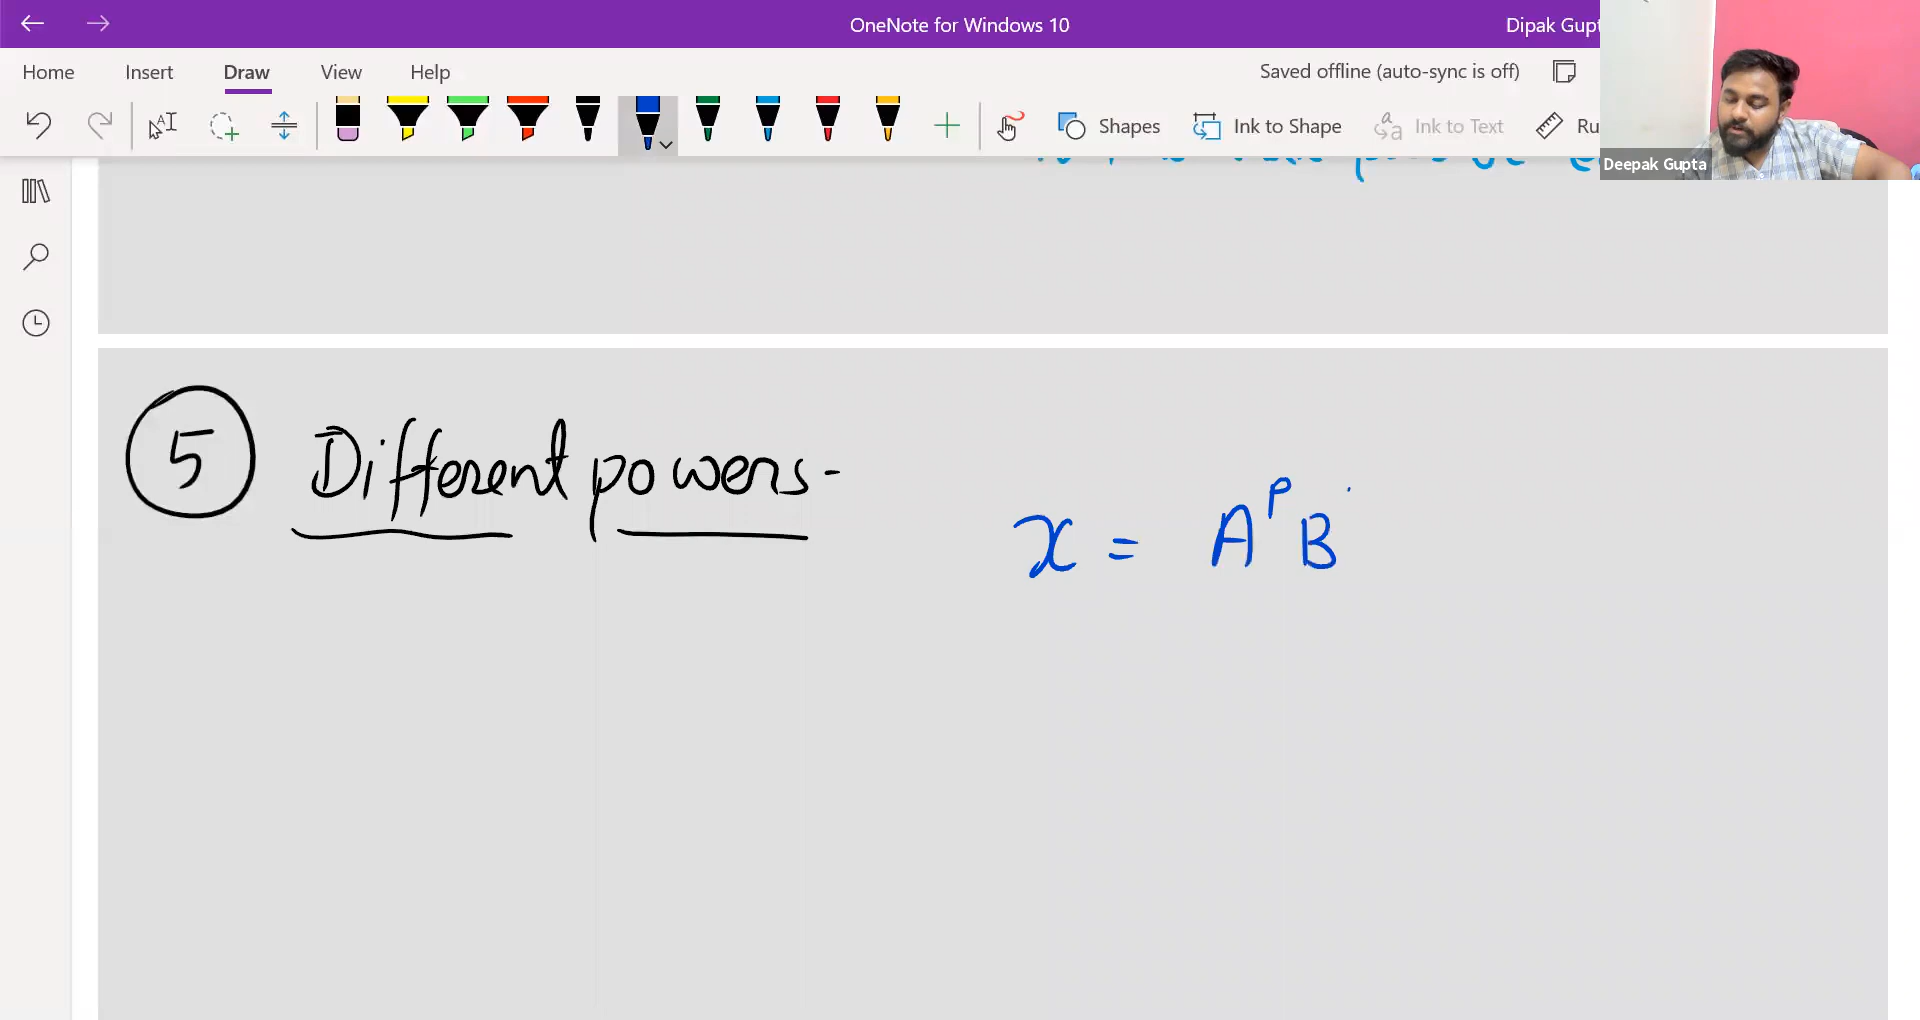 OneNote for Windows 10
Dipak Gupt
Home Insert Draw View Help
Saved offline (auto-sync is off)
Shapes Ink to Shape Ink to Text Ru
Deepak Gupta
5 Different powers-
x = A^P B